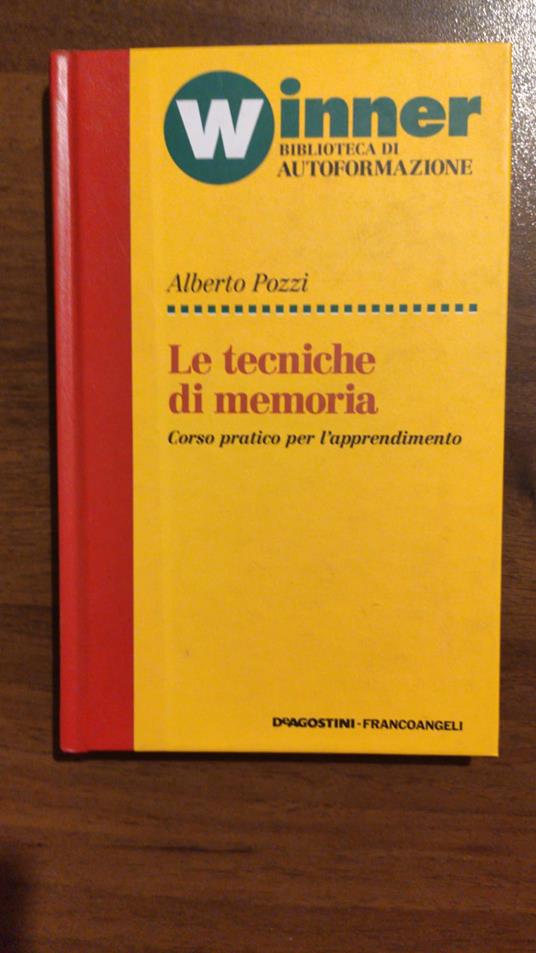 Winner
BIBLIOTECA DI
AUTOFORMAZIONE
Alberto Pozzi
Le tecniche
di memoria
Corso pratico per l'apprendimento
DeAGOSTINI-FRANCOANGELI